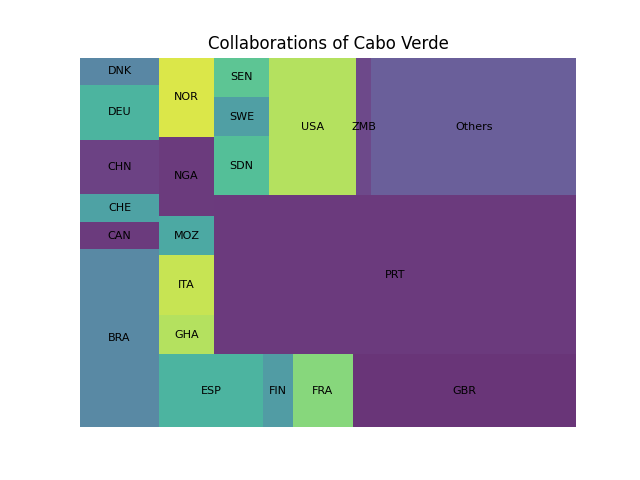 Collaborations of Cabo Verde
DNK
NOR
SEN
DEU
SWE
USA
ZMB
Others
CHN
NGA
SDN
CHE
CAN
MOZ
PRT
ITA
BRA
GHA
ESP
FIN
FRA
GBR